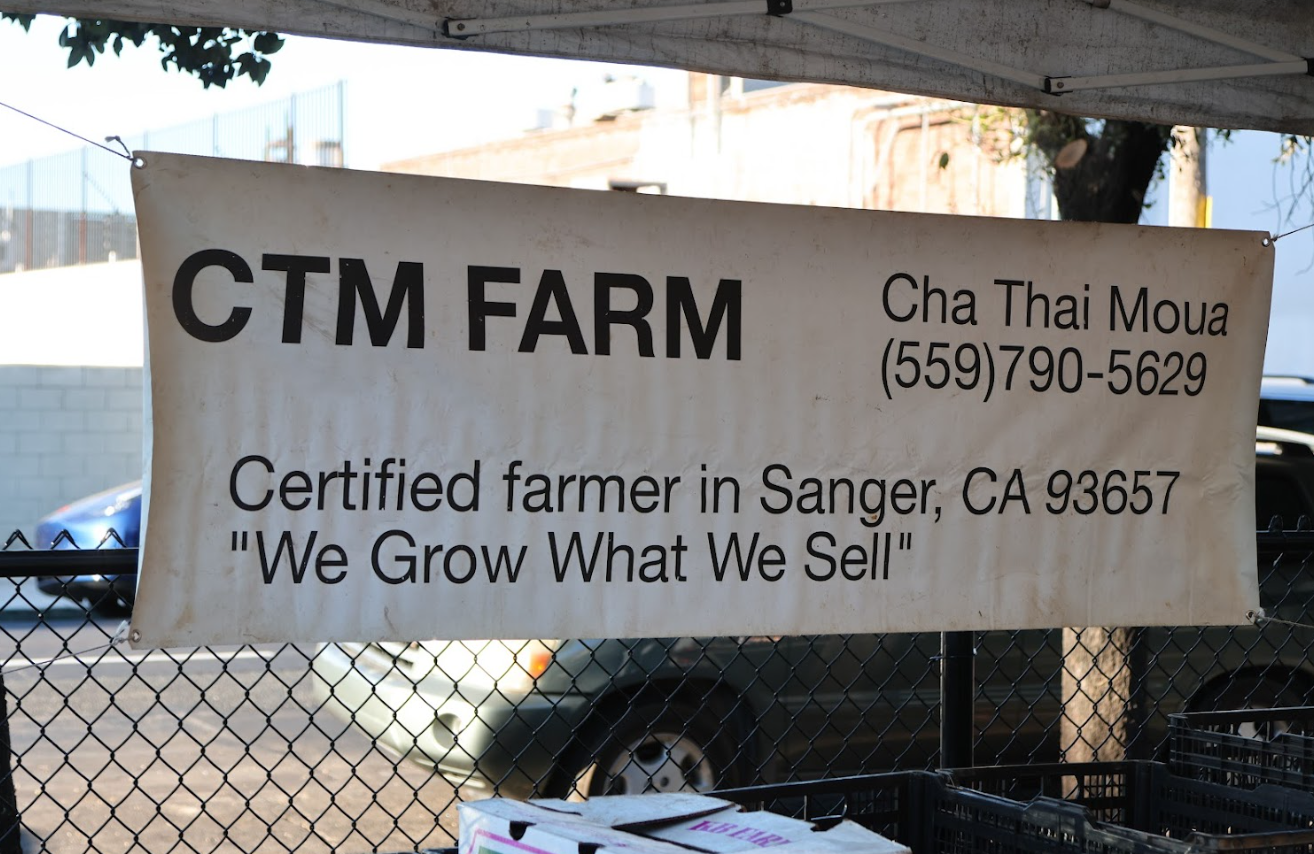 CTM FARM
Cha Thai Moua
(559)790-5629
Certified farmer in Sanger, CA 93657
"We Grow What We Sell"